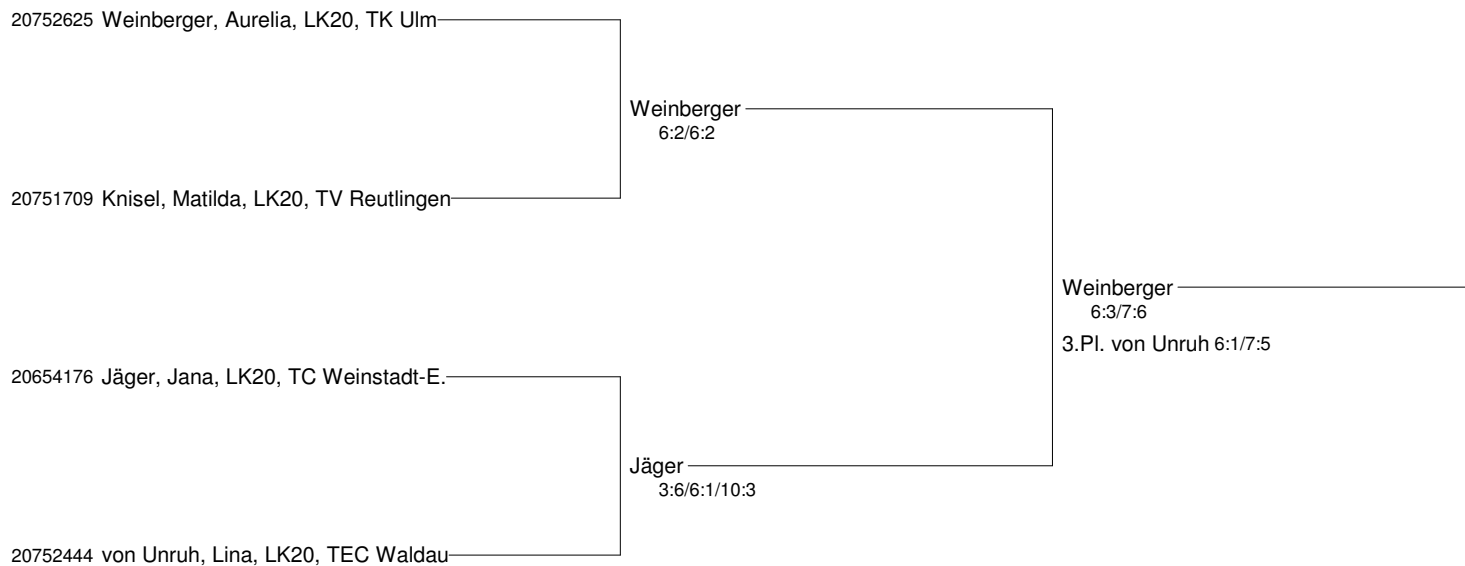 20752625 Weinberger, Aurelia, LK20, TK Ulm
Weinberger
6:2/6:2
20751709 Knisel, Matilda, LK20, TV Reutlingen
Weinberger
6:3/7:6
3.Pl. von Unruh 6:1/7:5
20654176 Jäger, Jana, LK20, TC Weinstadt-E.
Jäger
3:6/6:1/10:3
20752444 von Unruh, Lina, LK20, TEC Waldau